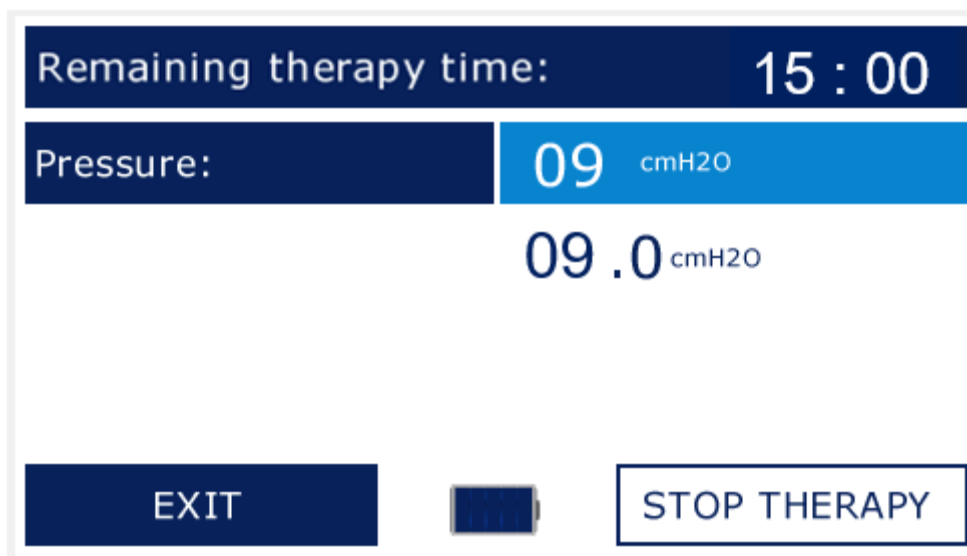 Remaining therapy time: 15 : 00
Pressure: 09 cmH2O
09 .0 cmH2O
EXIT STOP THERAPY